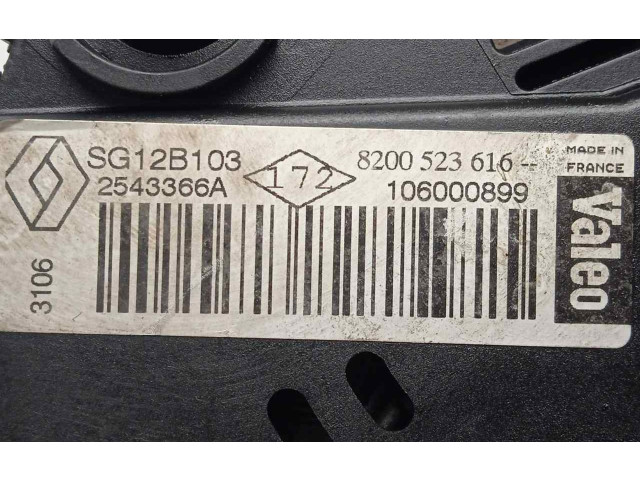 SG12B103
172
8200 523 616 --
MADE IN
FRANCE
2543366A
106000899
Valeo
3106